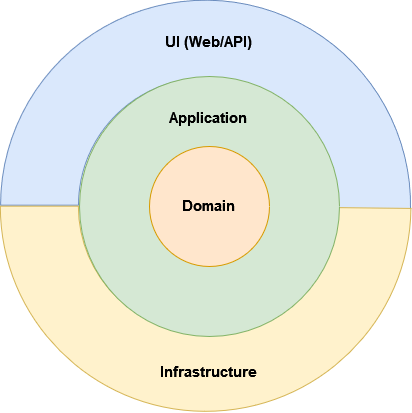 UI (Web/API)
Application
Domain
Infrastructure